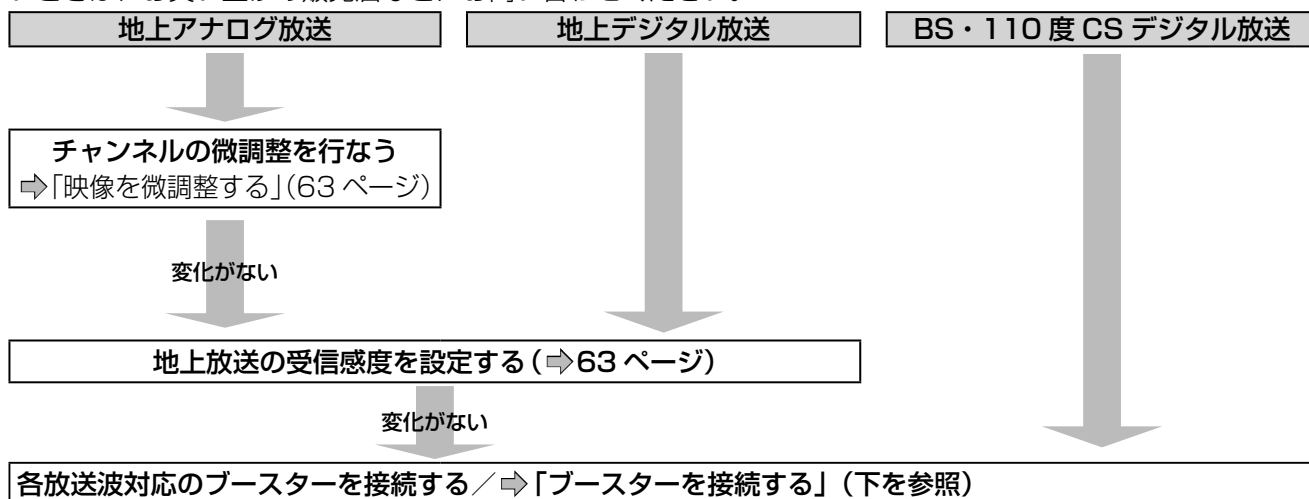 地上アナログ放送
地上デジタル放送
BS・110度CSデジタル放送
チャンネルの微調整を行なう
⇨「映像を微調整する」(63ページ)
変化がない
地上放送の受信感度を設定する(⇨63ページ)
変化がない
各放送波対応のブースターを接続する/⇨「ブースターを接続する」(下を参照)